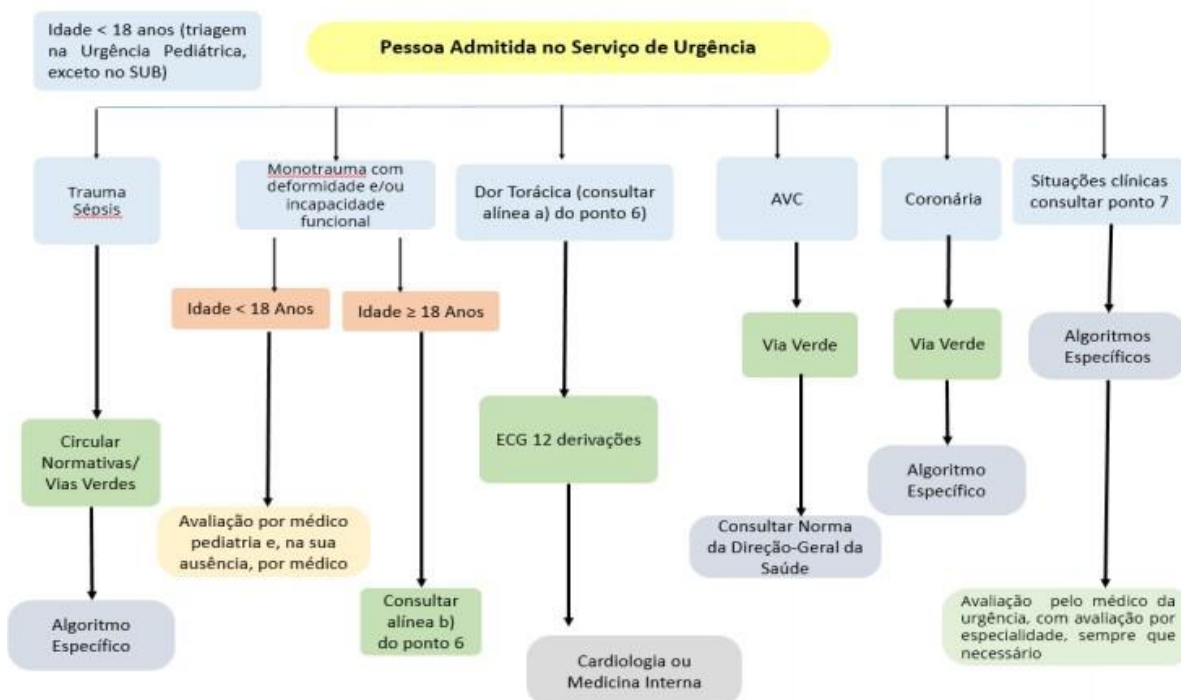 Idade < 18 anos (triagem
na Urgência Pediátrica,
exceto no SUB)
Pessoa Admitida no Serviço de Urgência
Trauma
Sépsis
Monotrauma com
deformidade e/ou
incapacidade
funcional
Dor Torácica (consultar
alínea a) do ponto 6)
AVC
Coronária
Situações clínicas
consultar ponto 7
Idade < 18 Anos
Idade ≥ 18 Anos
Via Verde
Via Verde
Algoritmos
Específicos
Circular
Normativas/
Vias Verdes
ECG 12 derivações
Algoritmo
Específico
Avaliação por médico
pediatria e, na sua
ausência, por médico
Consultar Norma
da Direção-Geral da
Saúde
Algoritmo
Específico
Consultar
alínea b)
do ponto 6
Cardiologia ou
Medicina Interna
Avaliação pelo médico da
urgência, com avaliação por
especialidade, sempre que
necessário